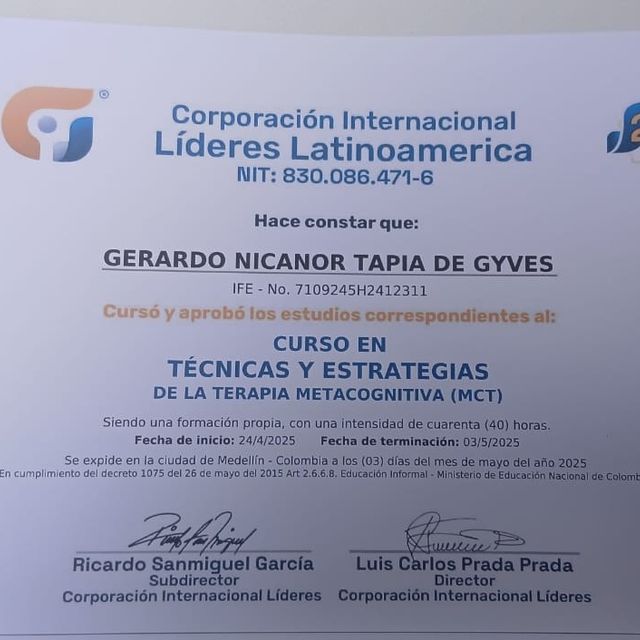 ®
Corporación Internacional
Líderes Latinoamerica
NIT: 830.086.471-6
Hace constar que:
GERARDO NICANOR TAPIA DE GYVES
IFE - No. 7109245H2412311
Cursó y aprobó los estudios correspondientes al:
CURSO EN
TÉCNICAS Y ESTRATEGIAS
DE LA TERAPIA METACOGNITIVA (MCT)
Siendo una formación propia, con una intensidad de cuarenta (40) horas.
Fecha de inicio: 24/4/2025 Fecha de terminación: 03/5/2025
Se expide en la ciudad de Medellín - Colombia a los (03) días del mes de mayo del año 2025
En cumplimiento del decreto 1075 del 26 de mayo del 2015 Art 2.6.6.8. Educación Informal - Ministerio de Educación Nacional de Colomb
Ricardo Sanmiguel García Luis Carlos Prada Prada
Subdirector Director
Corporación Internacional Líderes Corporación Internacional Líderes